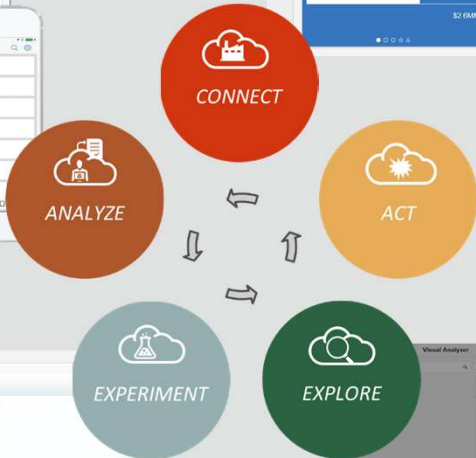 $2.6M
CONNECT
ANALYZE
ACT
EXPERIMENT
EXPLORE
Visual Analyzer